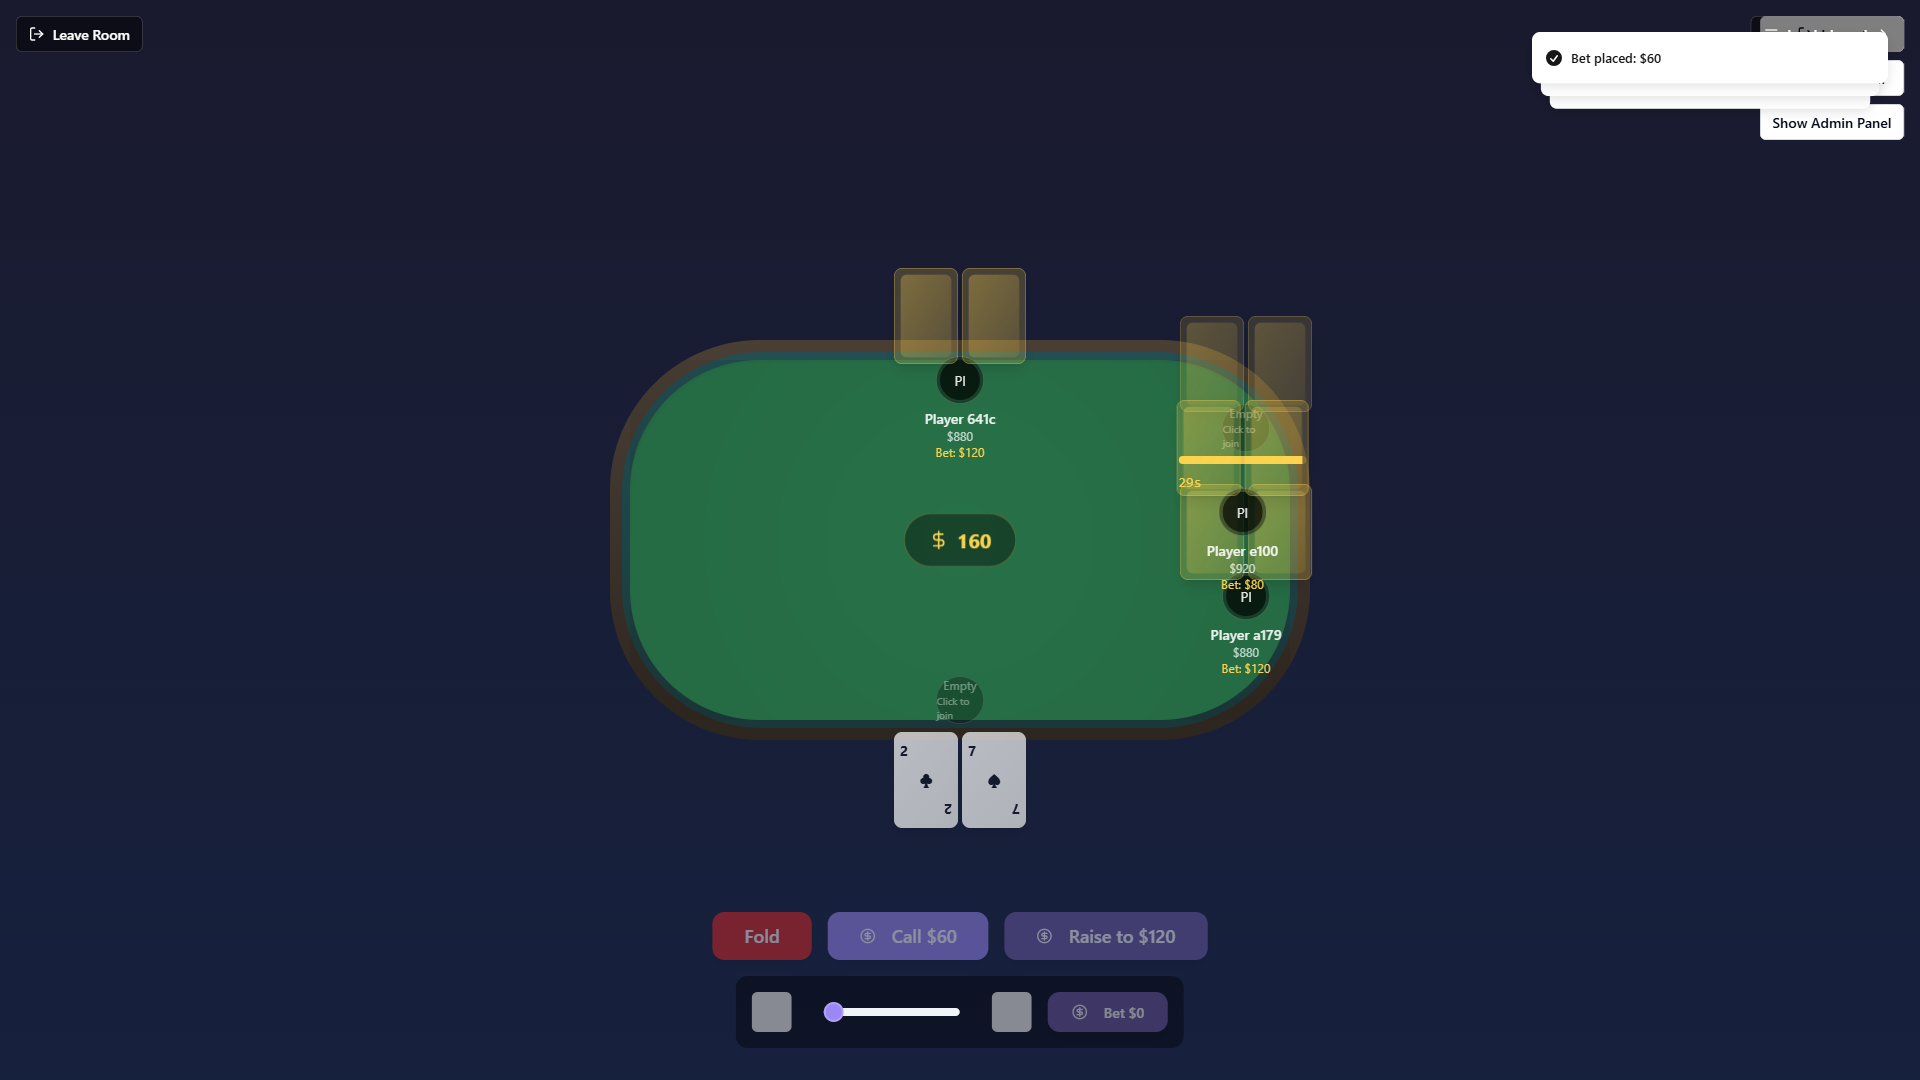 Leave Room
Bet placed: $60
Show Admin Panel
PI
Player 641c
$880
Bet: $120
Empty
Click to
join
29s
PI
Player e100
$920
Bet: $80
PI
Player a179
$880
Bet: $120
$ 160
Empty
Click to
join
2 7
2 7
Fold
Call $60
Raise to $120
Bet $0